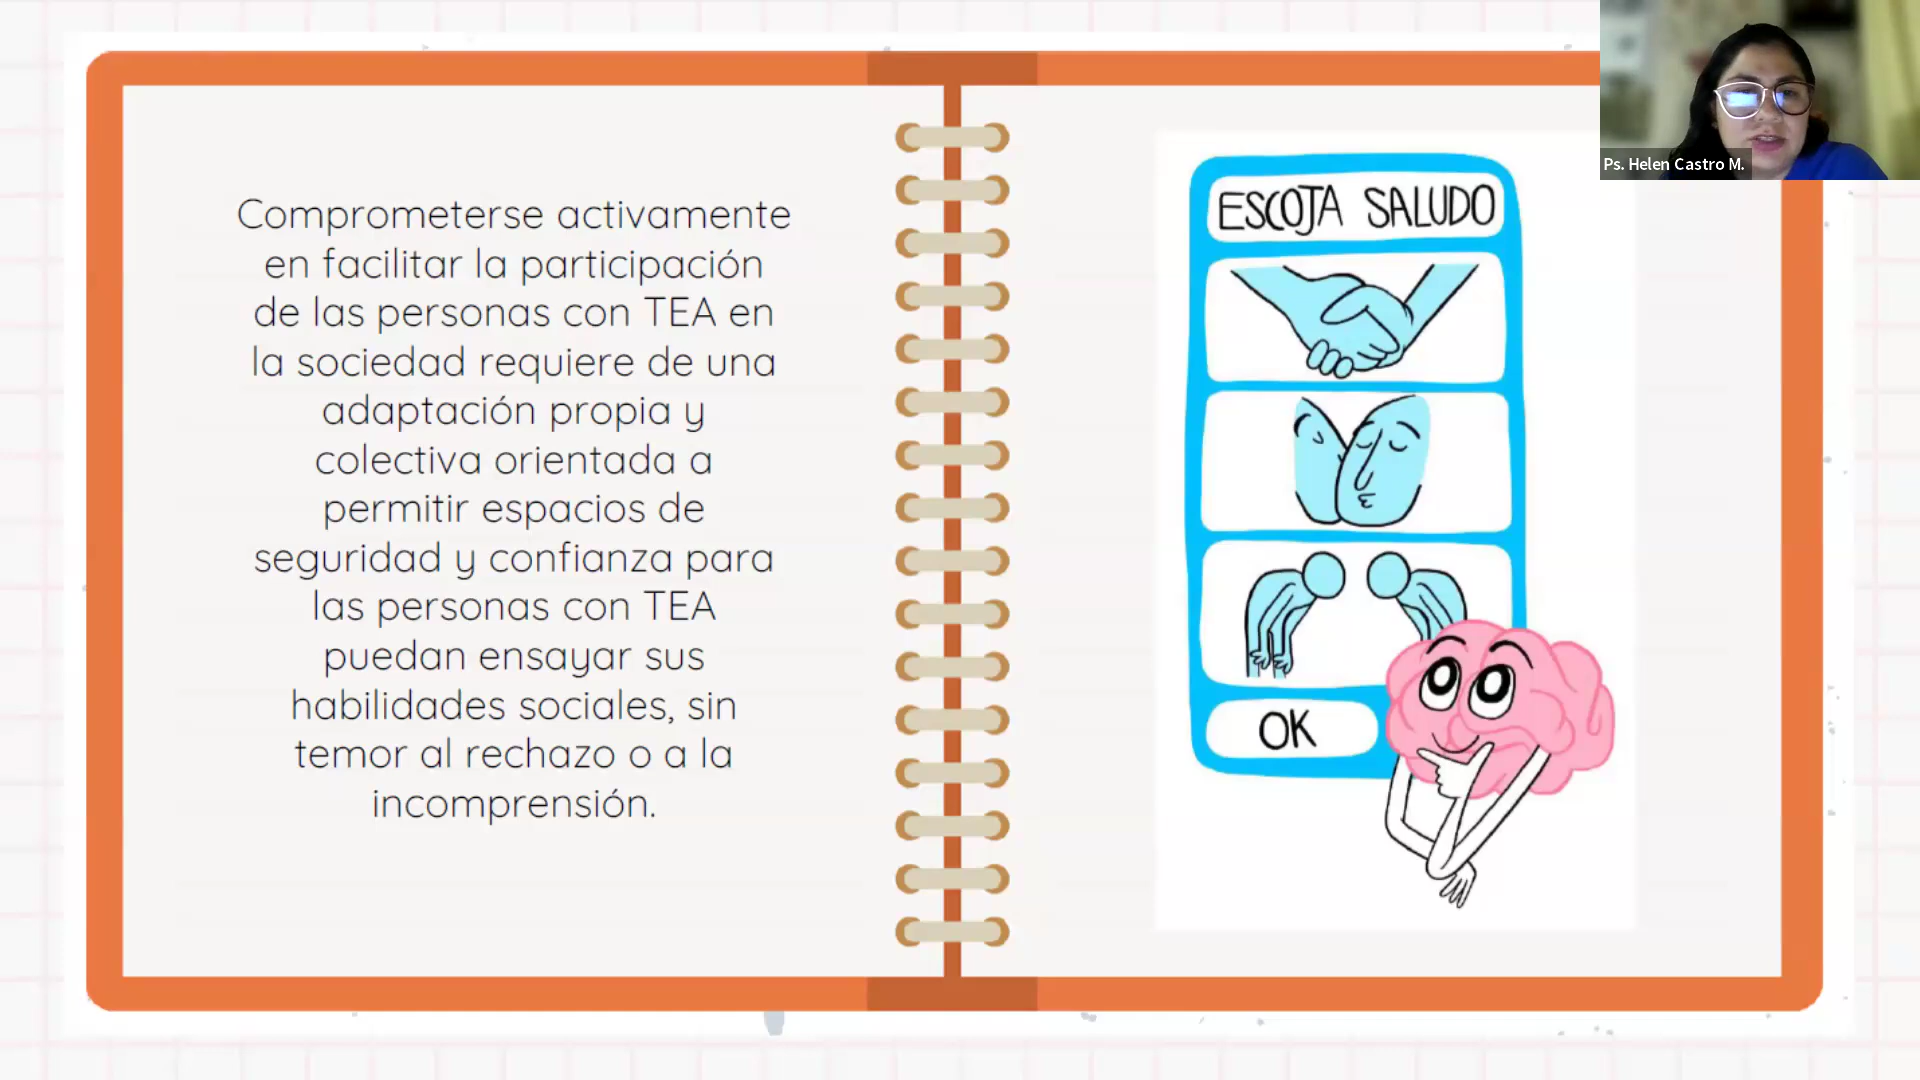 Comprometerse activamente
en facilitar la participación
de las personas con TEA en
la sociedad requiere de una
adaptación propia y
colectiva orientada a
permitir espacios de
seguridad y confianza para
las personas con TEA
puedan ensayar sus
habilidades sociales, sin
temor al rechazo o a la
incomprensión.
ESCOJA SALUDO
OK
Ps. Helen Castro M.